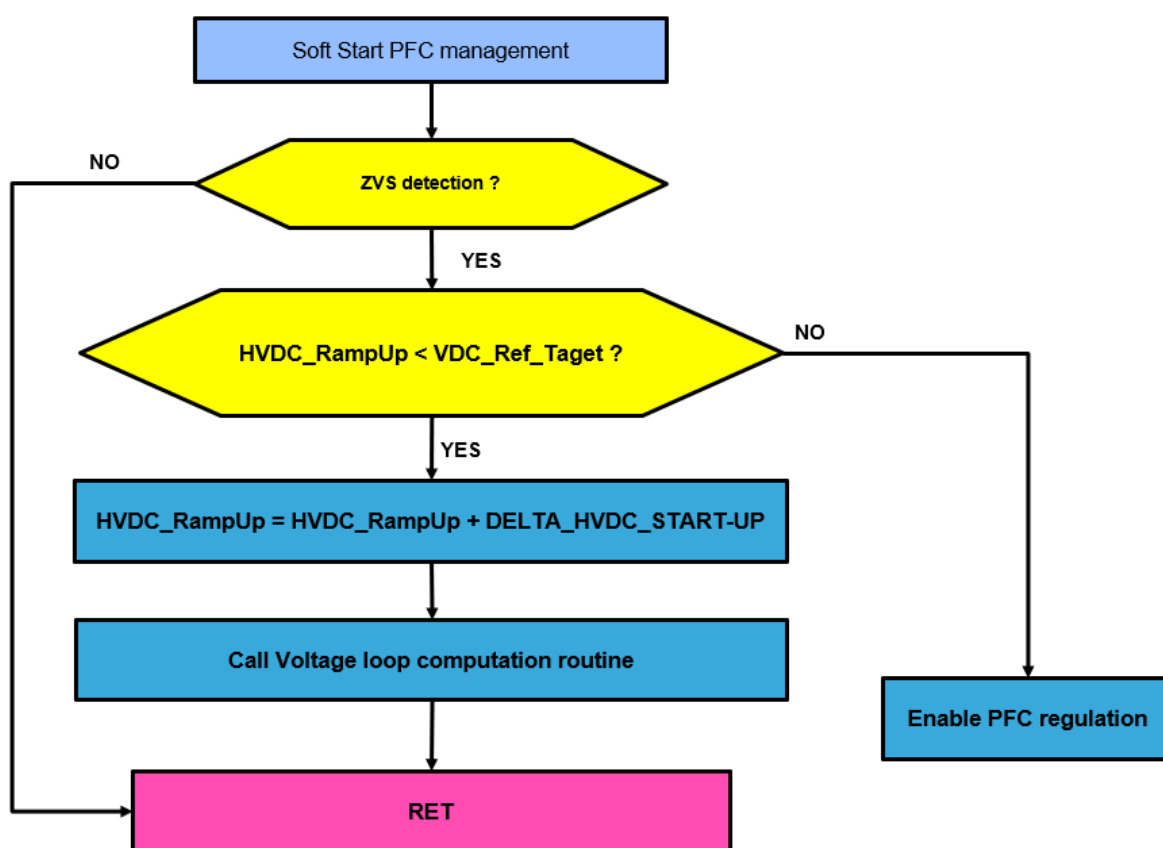 Soft Start PFC management
NO
ZVS detection ?
YES
HVDC_RampUp < VDC_Ref_Taget ?
NO
YES
HVDC_RampUp = HVDC_RampUp + DELTA_HVDC_START-UP
Call Voltage loop computation routine
Enable PFC regulation
RET